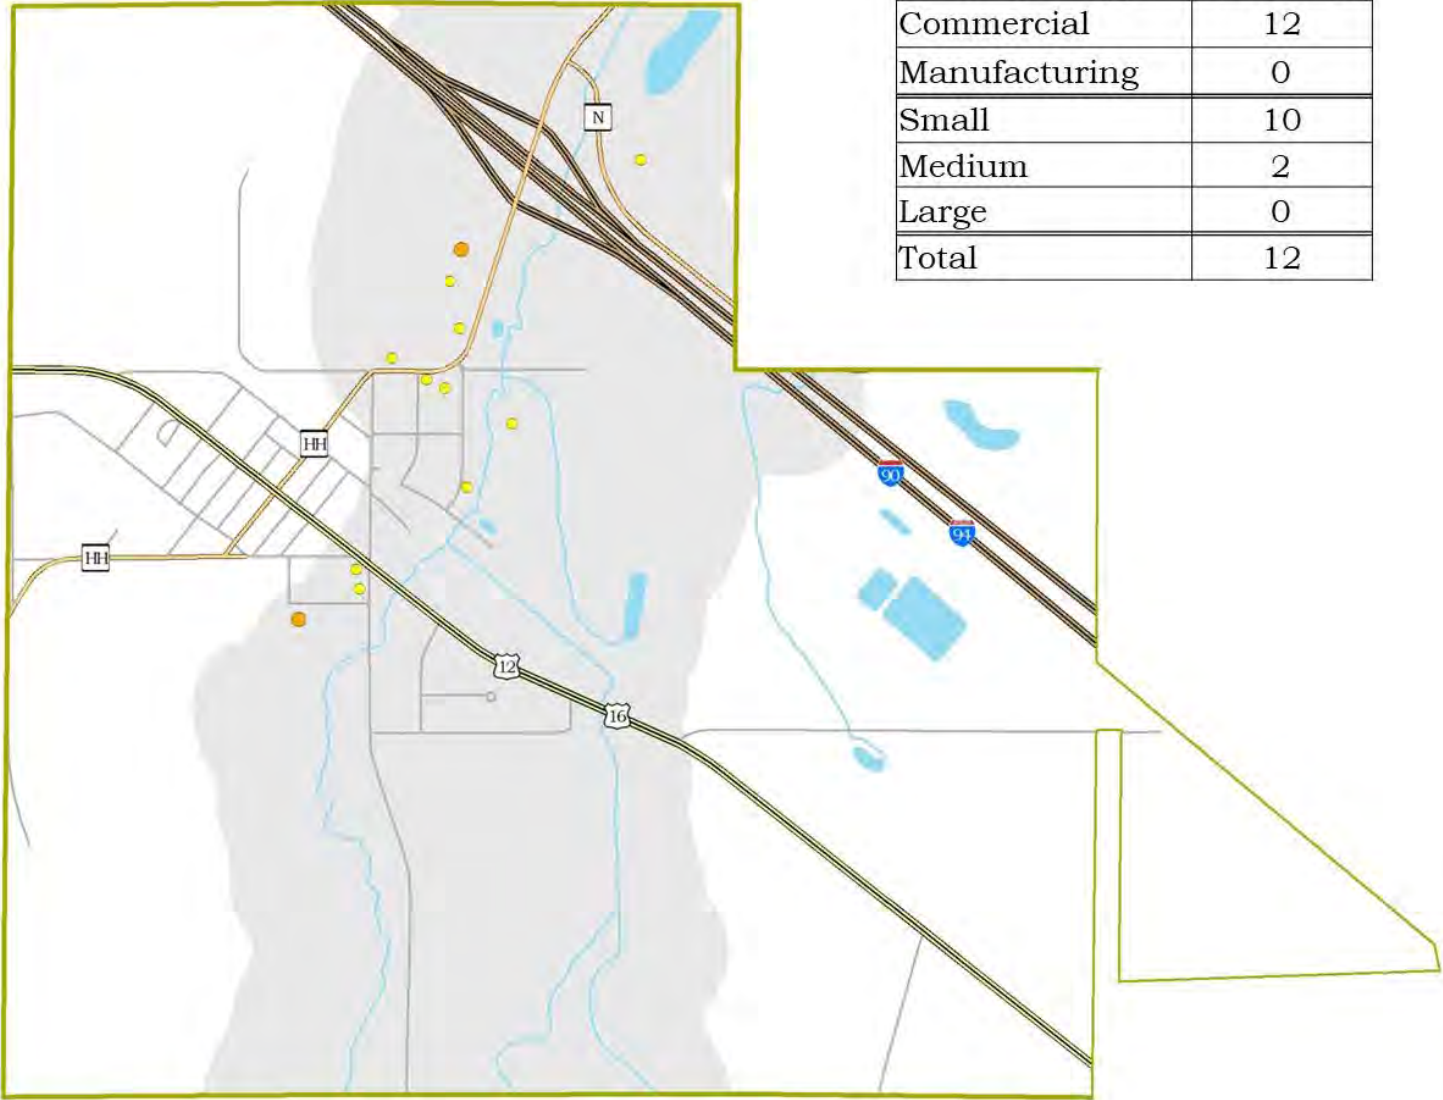 Commercial 12
Manufacturing 0
Small 10
Medium 2
Large 0
Total 12
N
HH
90
94
HH
12
16